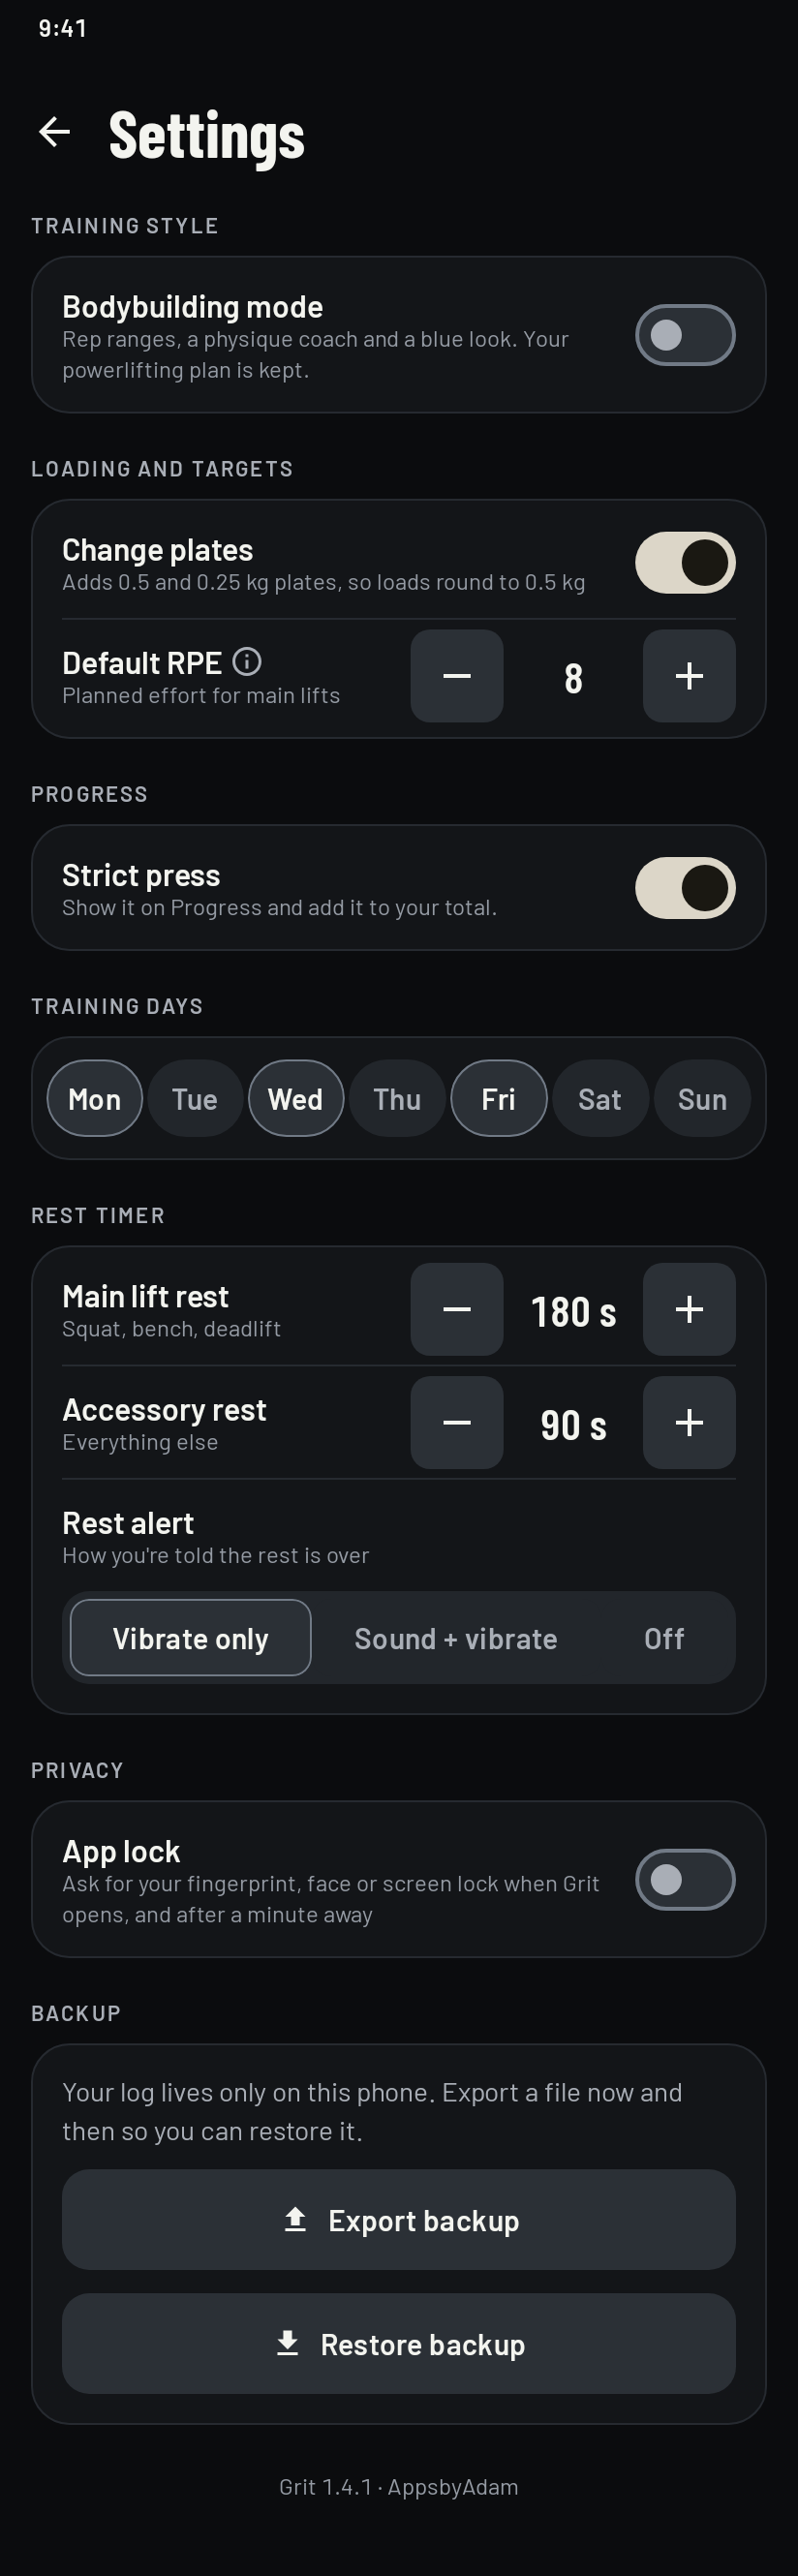 9:41
Settings
TRAINING STYLE
Bodybuilding mode
Rep ranges, a physique coach and a blue look. Your
powerlifting plan is kept.
LOADING AND TARGETS
Change plates
Adds 0.5 and 0.25 kg plates, so loads round to 0.5 kg
Default RPE
Planned effort for main lifts
8
PROGRESS
Strict press
Show it on Progress and add it to your total.
TRAINING DAYS
Mon Tue Wed Thu Fri Sat Sun
REST TIMER
Main lift rest
Squat, bench, deadlift
180 s
Accessory rest
Everything else
90 s
Rest alert
How you're told the rest is over
Vibrate only Sound + vibrate Off
PRIVACY
App lock
Ask for your fingerprint, face or screen lock when Grit
opens, and after a minute away
BACKUP
Your log lives only on this phone. Export a file now and
then so you can restore it.
Export backup
Restore backup
Grit 1.4.1 · AppsbyAdam